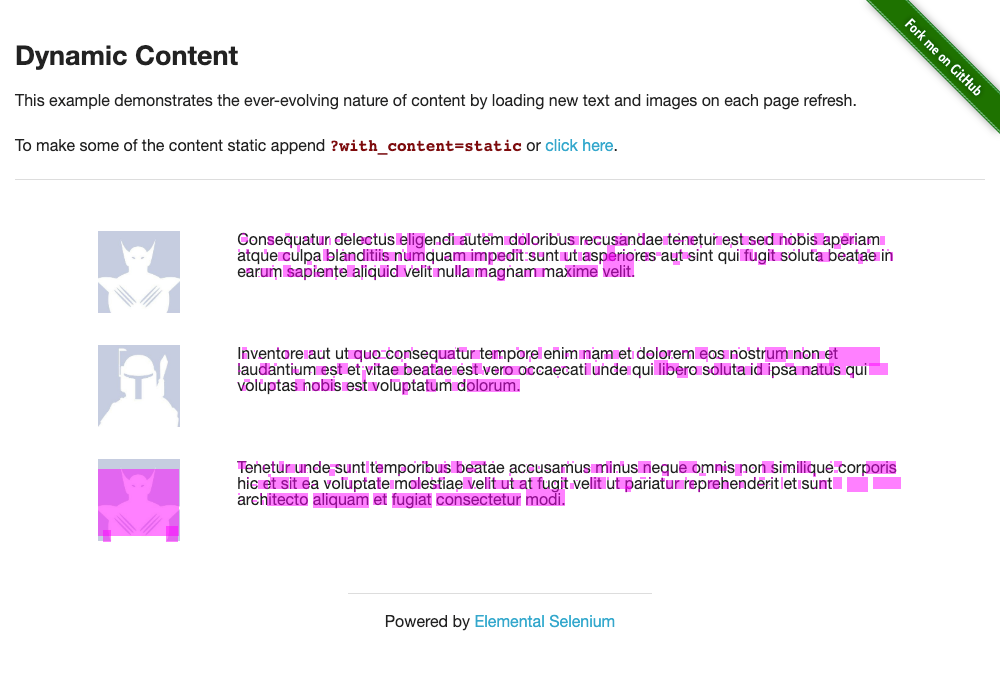 Fork me on GitHub
Dynamic Content
This example demonstrates the ever-evolving nature of content by loading new text and images on each page refresh.
To make some of the content static append ?with_content=static or click here.
Consequatur delectus eligendi autem doloribus recusandae tenetur est sed nobis aperiam
atque culpa blanditiis numquam impedit sunt ut asperiores aut sint qui fugit soluta beatae in
earum sapiente aliquid velit nulla magnam maxime velit.
Inventore aut ut quo consequatur tempore enim nam et dolorem eos nostrum non et
laudantium est et vitae beatae est vero occaecati unde qui libero soluta id ipsa natus qui
voluptas nobis est voluptatum dolorum.
Tenetur unde sunt temporibus beatae accusamus minus neque omnis non similique corporis
hic et sit ea voluptate molestiae velit ut at fugit velit ut pariatur reprehenderit et sunt
architecto aliquam et fugiat consectetur modi.
Powered by Elemental Selenium